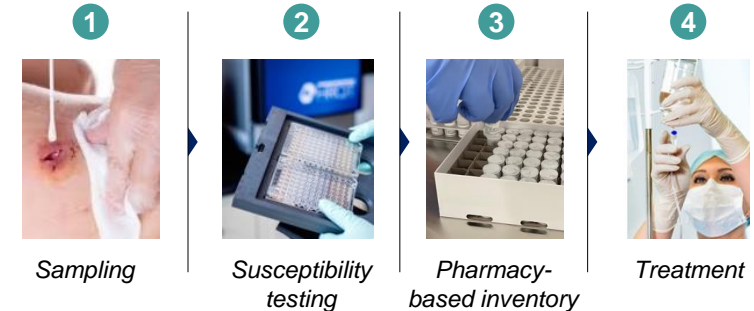 1
2
3
4
Sampling
Susceptibility
testing
Pharmacy-
based inventory
Treatment